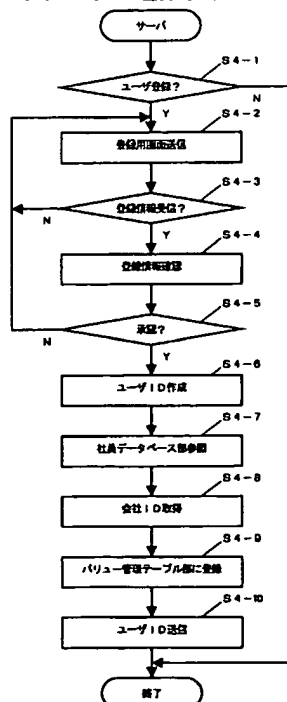 サーバ
S4-1
ユーザ登録?
N
Y
S4-2
登録用画面送信
S4-3
登録情報受信?
N
Y
S4-4
登録情報確認
S4-5
承認?
N
Y
S4-6
ユーザID作成
S4-7
社員データベース部参照
S4-8
会社ID取得
S4-9
バリュー管理テーブル部に登録
S4-10
ユーザID送信
終了